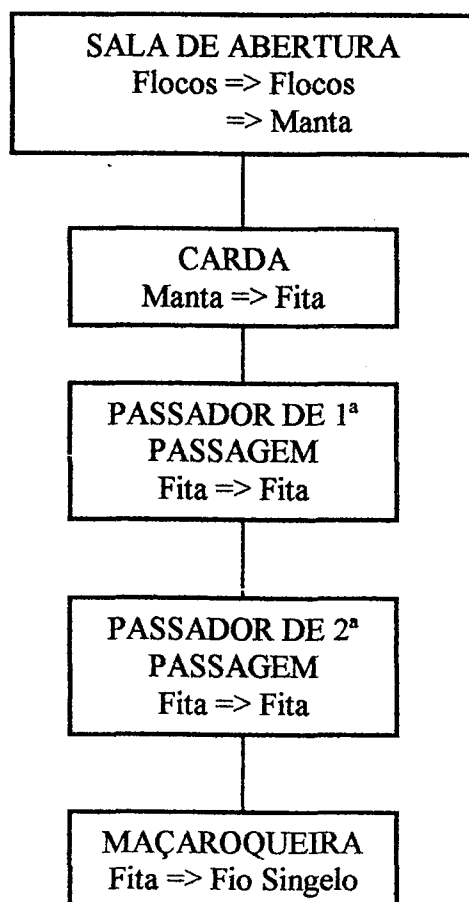 SALA DE ABERTURA
Flocos => Flocos
=> Manta
CARDA
Manta => Fita
PASSADOR DE 1ª
PASSAGEM
Fita => Fita
PASSADOR DE 2ª
PASSAGEM
Fita => Fita
MAÇAROQUEIRA
Fita => Fio Singelo